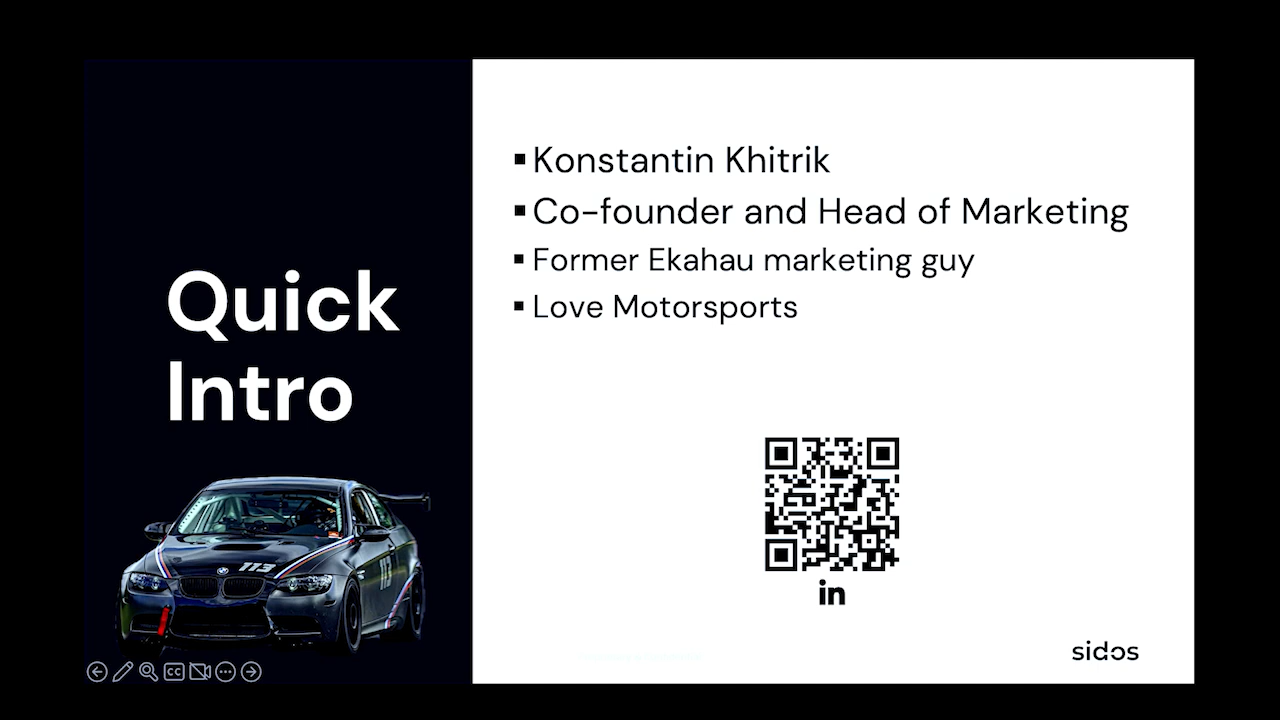 Quick
Intro
Konstantin Khitrik
Co-founder and Head of Marketing
Former Ekahau marketing guy
Love Motorsports
113
113
in
sidos
CC